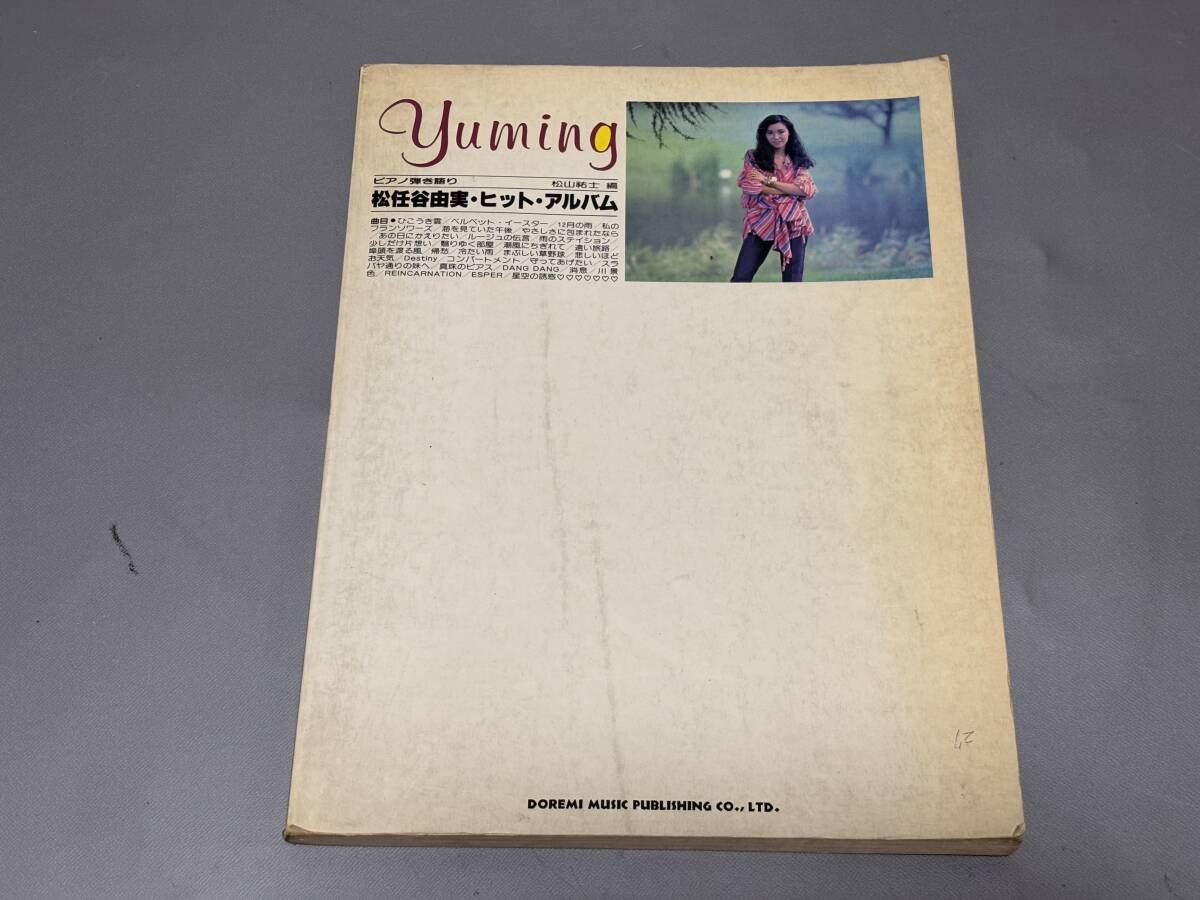 Yuming
ピアノ弾き語り 松山祐士 編
松任谷由実・ヒット・アルバム
曲目●ひこうき雲／ベルベット・イースター／12月の雨／私の
フランソワーズ／海を見ていた午後／やさしさに包まれたなら
／あの日にかえりたい／ルージュの伝言／雨のステイション／
少しだけ片想い／翳りゆく部屋／潮風にちぎれて／遠い旅路／
埠頭を渡る風／帰愁／冷たい雨／まぶしい草野球／悲しいほど
お天気／Destiny／コンパートメント／守ってあげたい／スラ
バヤ通りの妹へ／真珠のピアス／DANG DANG／消息／川景
色／REINCARNATION／ESPER／星空の誘惑♡♡♡♡♡♡♡
DOREMI MUSIC PUBLISHING CO., LTD.